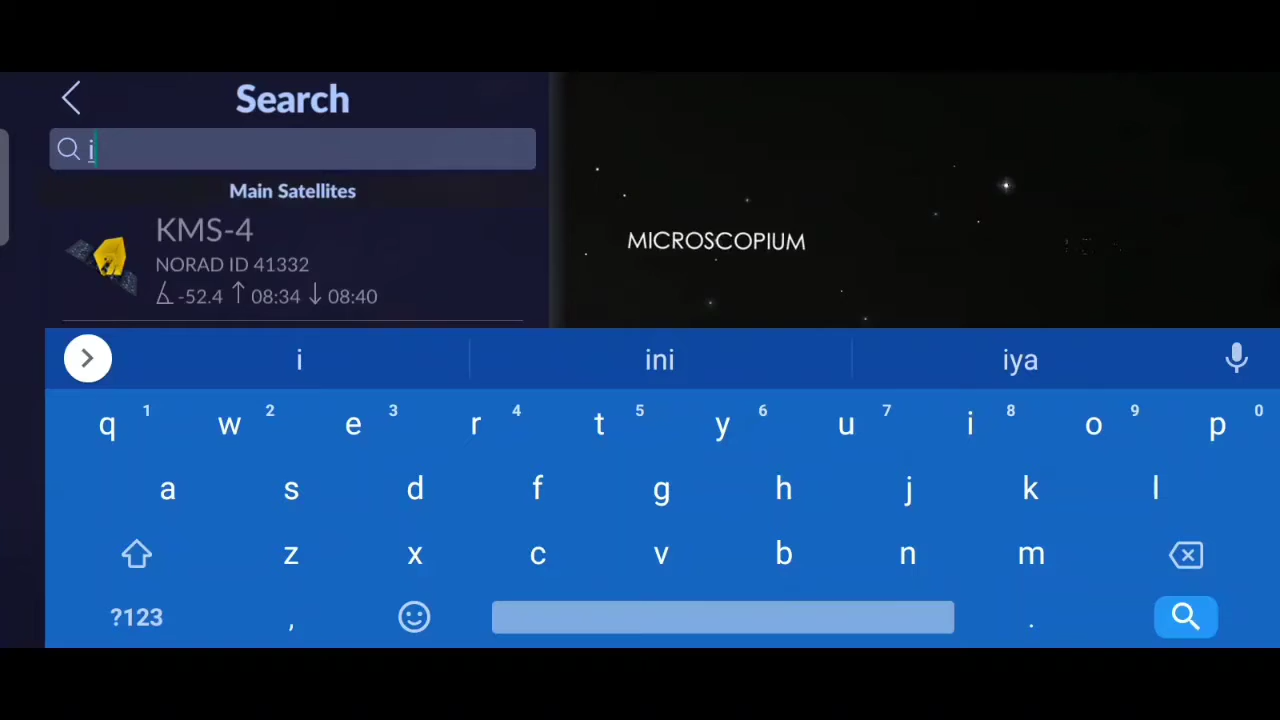 Search
i
Main Satellites
KMS-4
NORAD ID 41332
-52.4 ↑ 08:34 ↓ 08:40
MICROSCOPIUM
i ini iya
q 1 w 2 e 3 r 4 t 5 y 6 u 7 i 8 o 9 p 0
a s d f g h j k l
z x c v b n m
?123 , .